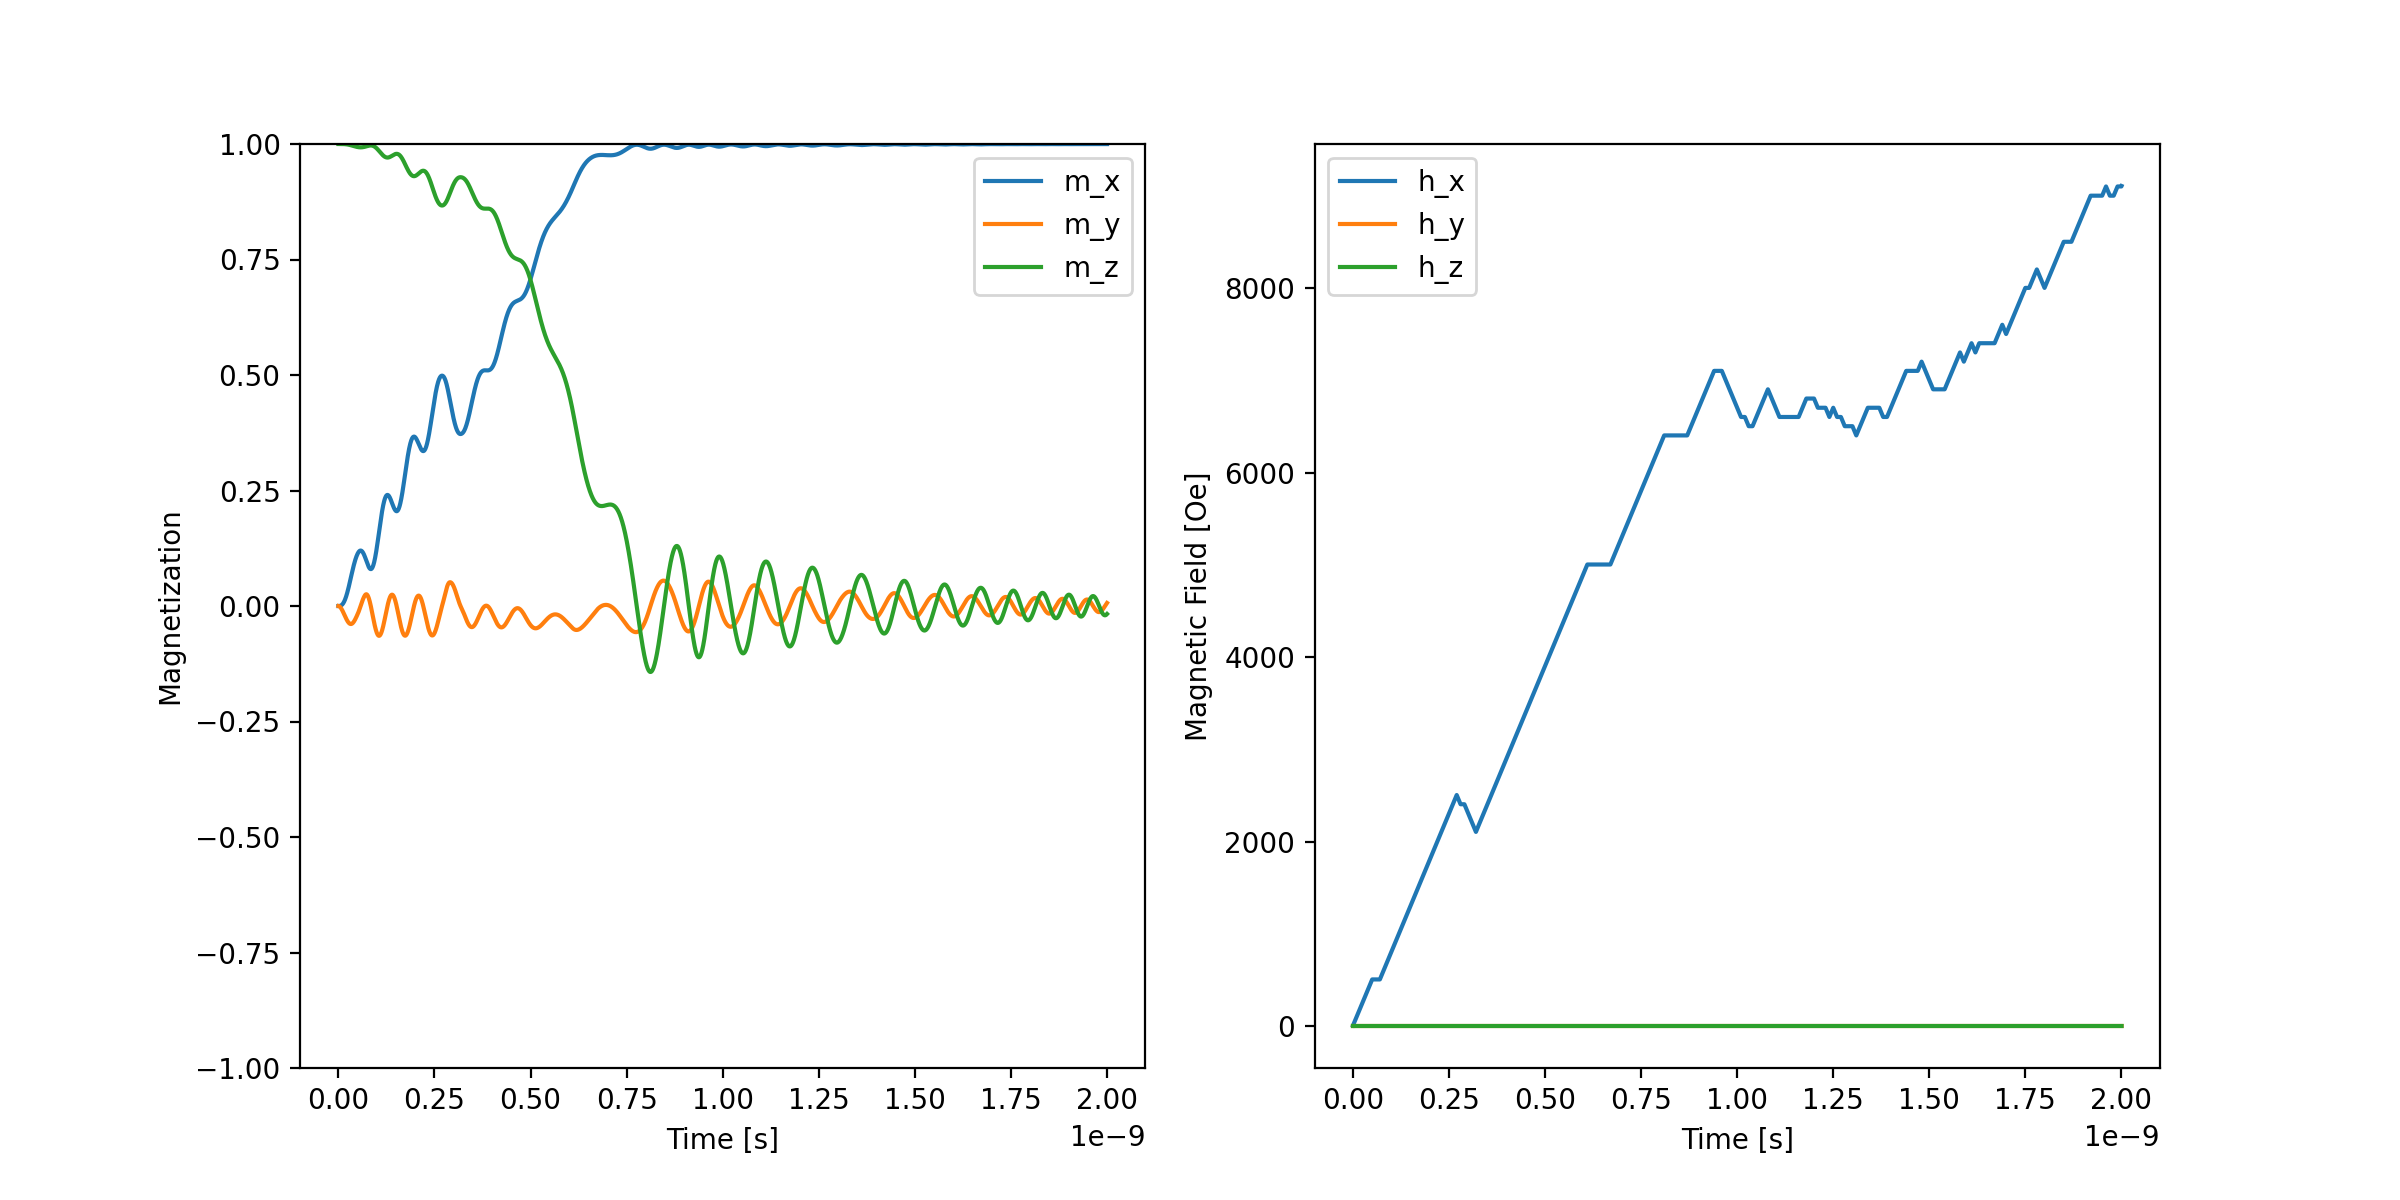 1.00
0.75
0.50
0.25
0.00
−0.25
−0.50
−0.75
−1.00
Magnetization
m_x
m_y
m_z
0.00 0.25 0.50 0.75 1.00 1.25 1.50 1.75 2.00
Time [s]
1e−9
8000
6000
4000
2000
0
Magnetic Field [Oe]
h_x
h_y
h_z
0.00 0.25 0.50 0.75 1.00 1.25 1.50 1.75 2.00
Time [s]
1e−9